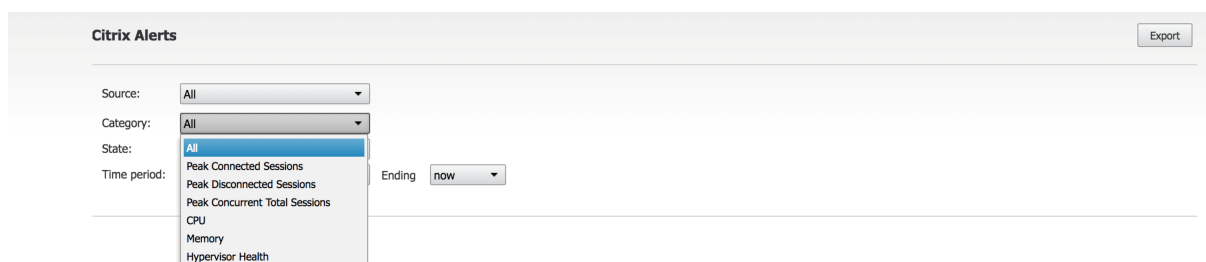 Citrix Alerts
Export
Source: All
Category: All
State: All
Time period: Peak Connected Sessions Ending now
Peak Disconnected Sessions
Peak Concurrent Total Sessions
CPU
Memory
Hypervisor Health